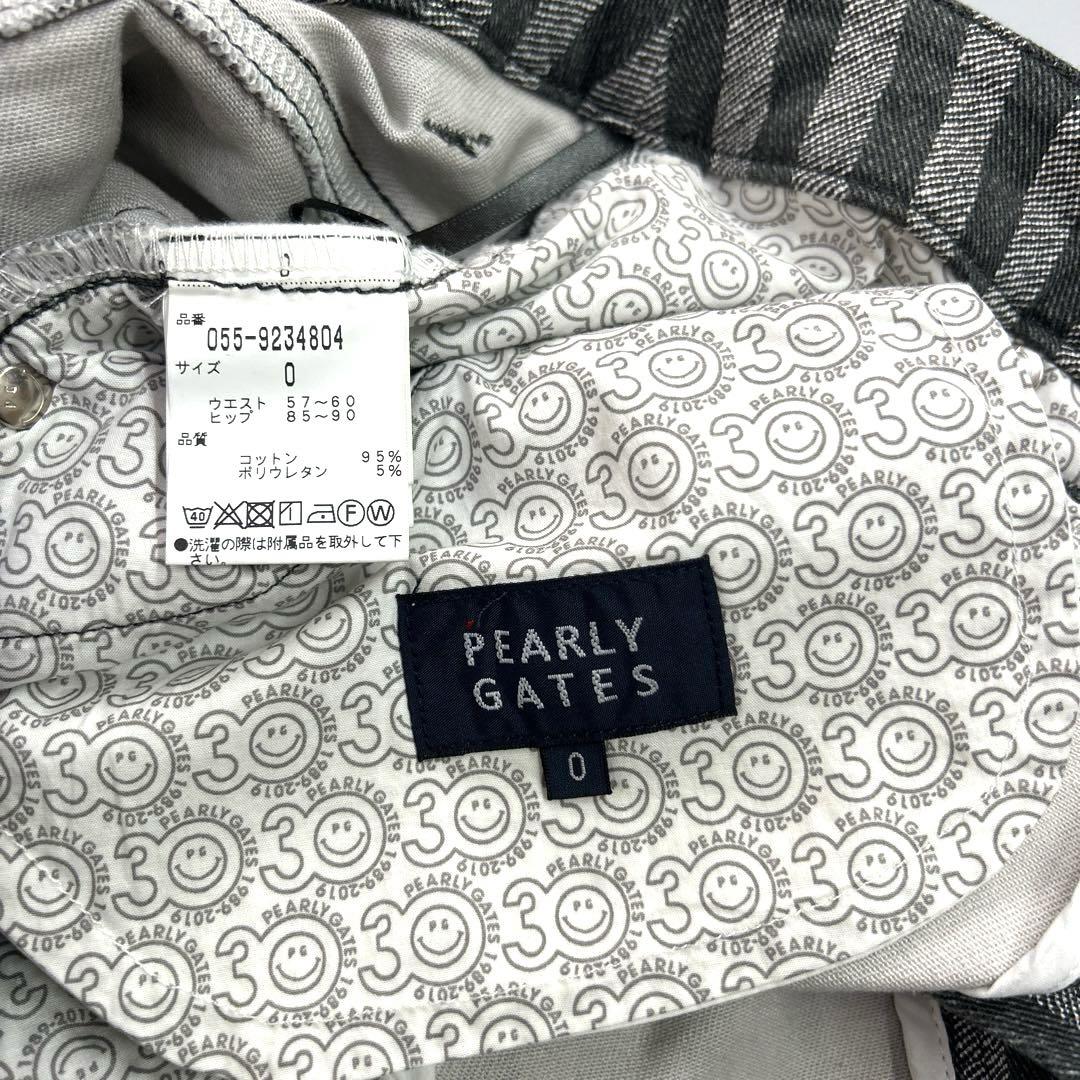 品番
055-9234804
サイズ
0
ウエスト 57～60
ヒップ 85～90
品質
コットン 95%
ポリウレタン 5%
40 F W
●洗濯の際は附属品を取外して下
さい。
PEARLY
GATES
0
30
PG
PEARLY GATES 1989-2019